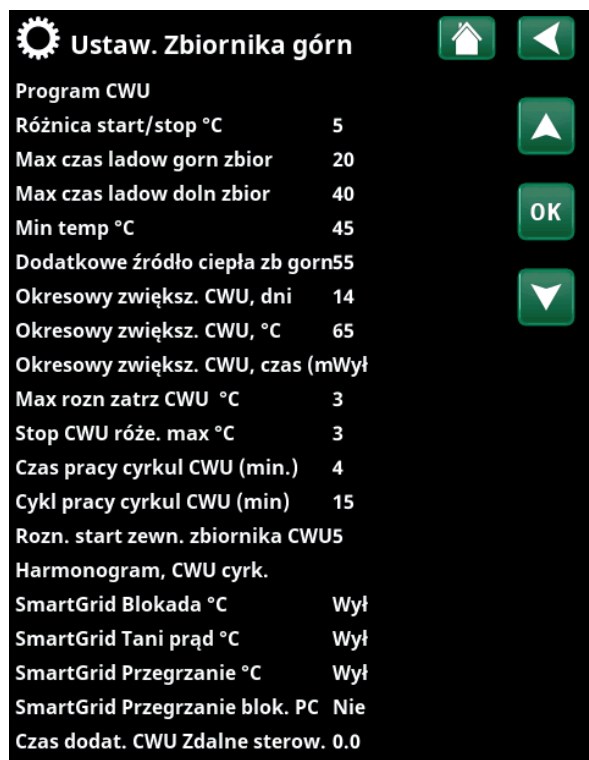 Ustaw. Zbiornika górn
Program CWU
Różnica start/stop °C 5
Max czas ladow gorn zbior 20
Max czas ladow doln zbior 40
Min temp °C 45
OK
Dodatkowe źródło ciepła zb gorn55
Okresowy zwiększ. CWU, dni 14
Okresowy zwiększ. CWU, °C 65
Okresowy zwiększ. CWU, czas (mWył
Max rozn zatrz CWU °C 3
Stop CWU róże. max °C 3
Czas pracy cyrkul CWU (min.) 4
Cykl pracy cyrkul CWU (min) 15
Rozn. start zewn. zbiornika CWU5
Harmonogram, CWU cyrk.
SmartGrid Blokada °C Wył
SmartGrid Tani prąd °C Wył
SmartGrid Przegrzanie °C Wył
SmartGrid Przegrzanie blok. PC Nie
Czas dodat. CWU Zdalne sterow. 0.0